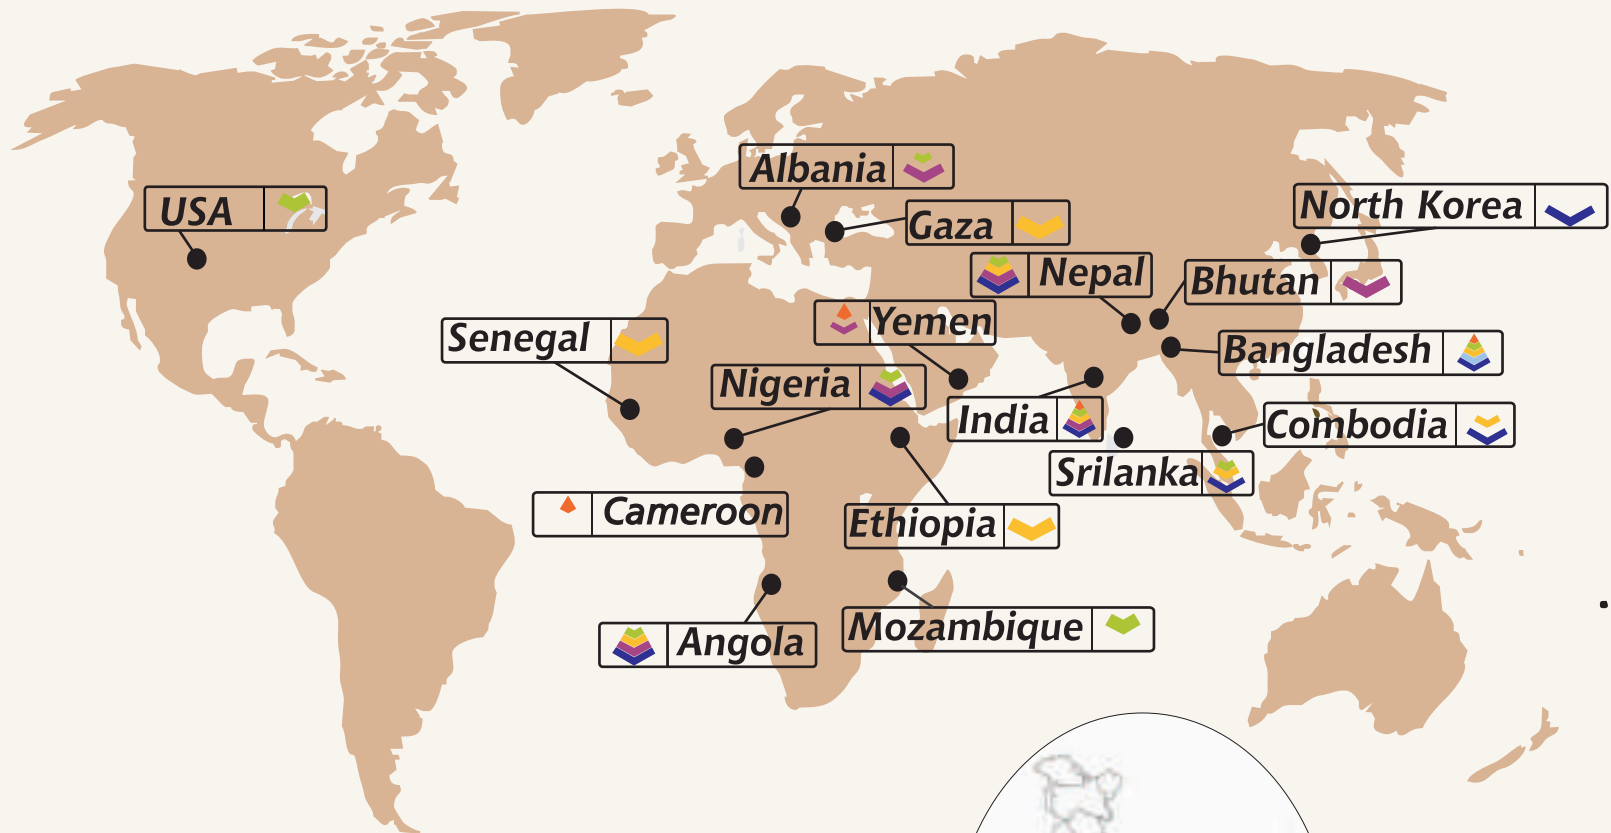 Albania
USA
North Korea
Gaza
Nepal
Bhutan
Yemen
Senegal
Bangladesh
Nigeria
India
Combodia
Srilanka
Cameroon
Ethiopia
Mozambique
Angola